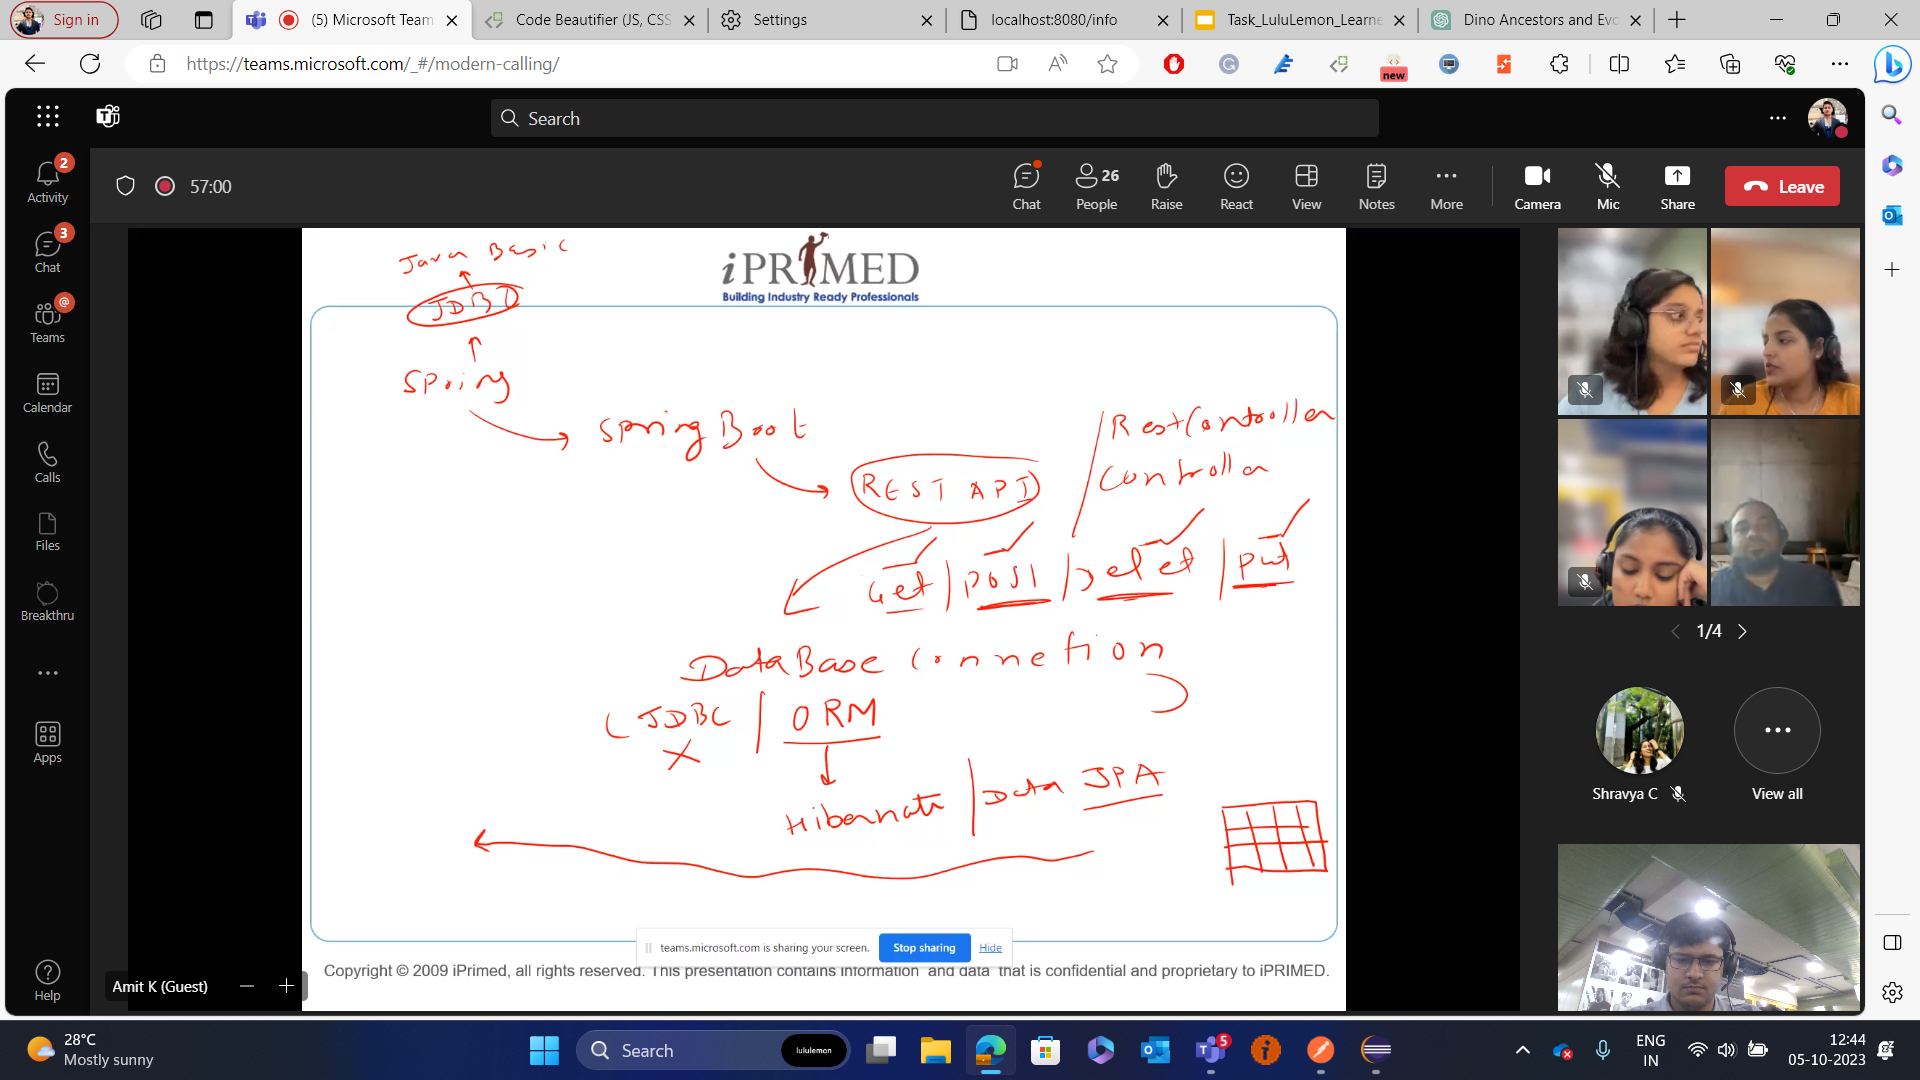 Sign in
(5) Microsoft Team
Code Beautifier (JS, CSS
Settings
localhost:8080/info
Task_LuluLemon_Learne
Dino Ancestors and Evo
https://teams.microsoft.com/_#/modern-calling/
new
Search
57:00
Chat
26
People
Raise
React
View
Notes
More
Camera
Mic
Share
Leave
2
Activity
3
Chat
@
Teams
Calendar
Calls
Files
Breakthru
Apps
Help
Java Basic
JDBC
Spring
iPRIMED
Building Industry Ready Professionals
Spring Boot
RestController
Controller
REST API
Get | POST | Delet | Put
DataBase Connetion
( JDBC | ORM )
X
Hibernate | Data JPA
teams.microsoft.com is sharing your screen.
Stop sharing
Hide
Copyright © 2009 iPrimed, all rights reserved. This presentation contains information and data that is confidential and proprietary to iPRIMED.
Amit K (Guest)
1/4
Shravya C
View all
28°C
Mostly sunny
Search
lululemon
5
ENG
IN
12:44
05-10-2023